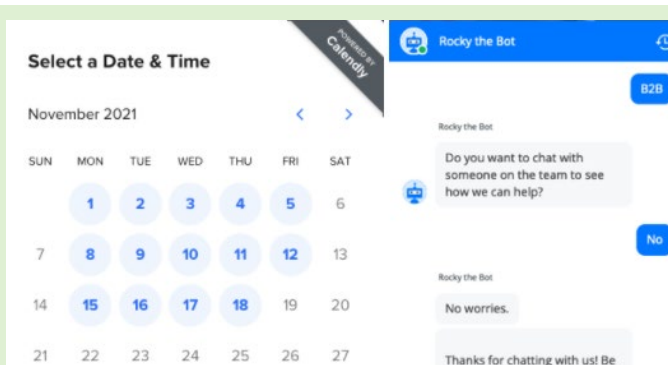 Select a Date & Time
POWERED BY
Calendly
November 2021
SUN MON TUE WED THU FRI SAT
1 2 3 4 5 6
7 8 9 10 11 12 13
14 15 16 17 18 19 20
21 22 23 24 25 26 27
Rocky the Bot
B2B
Rocky the Bot
Do you want to chat with
someone on the team to see
how we can help?
No
Rocky the Bot
No worries.
Thanks for chatting with us! Be